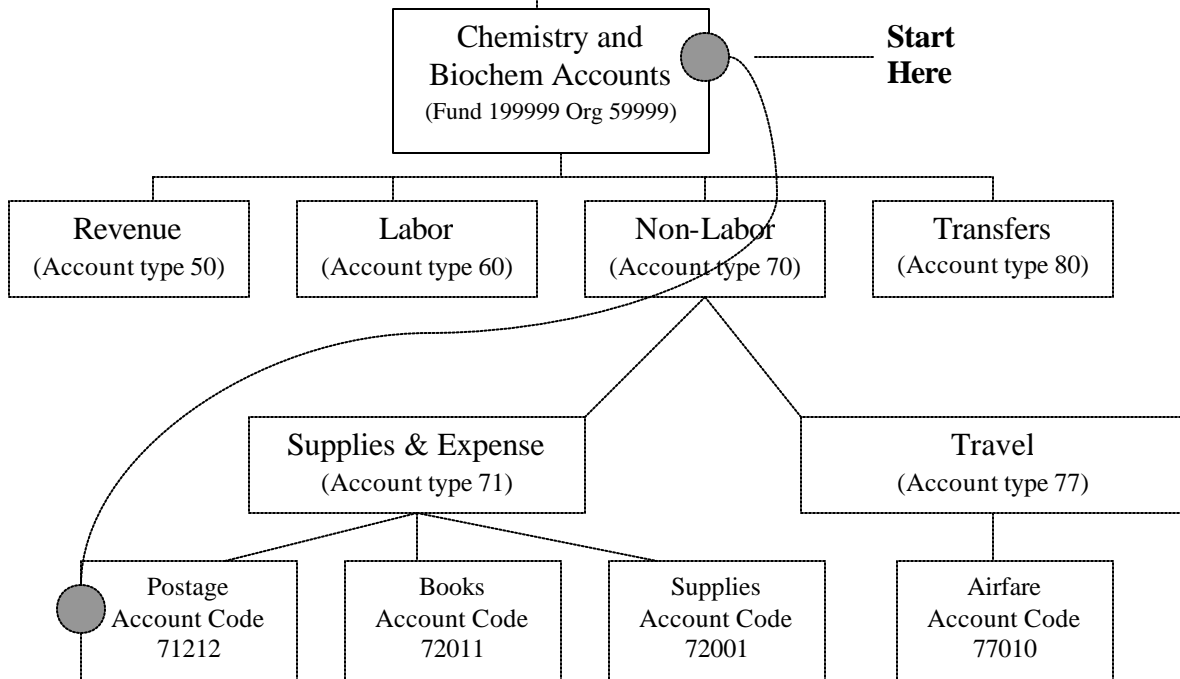 Chemistry and
Biochem Accounts
(Fund 199999 Org 59999)
Start
Here
Revenue
(Account type 50)
Labor
(Account type 60)
Non-Labor
(Account type 70)
Transfers
(Account type 80)
Supplies & Expense
(Account type 71)
Travel
(Account type 77)
Postage
Account Code
71212
Books
Account Code
72011
Supplies
Account Code
72001
Airfare
Account Code
77010